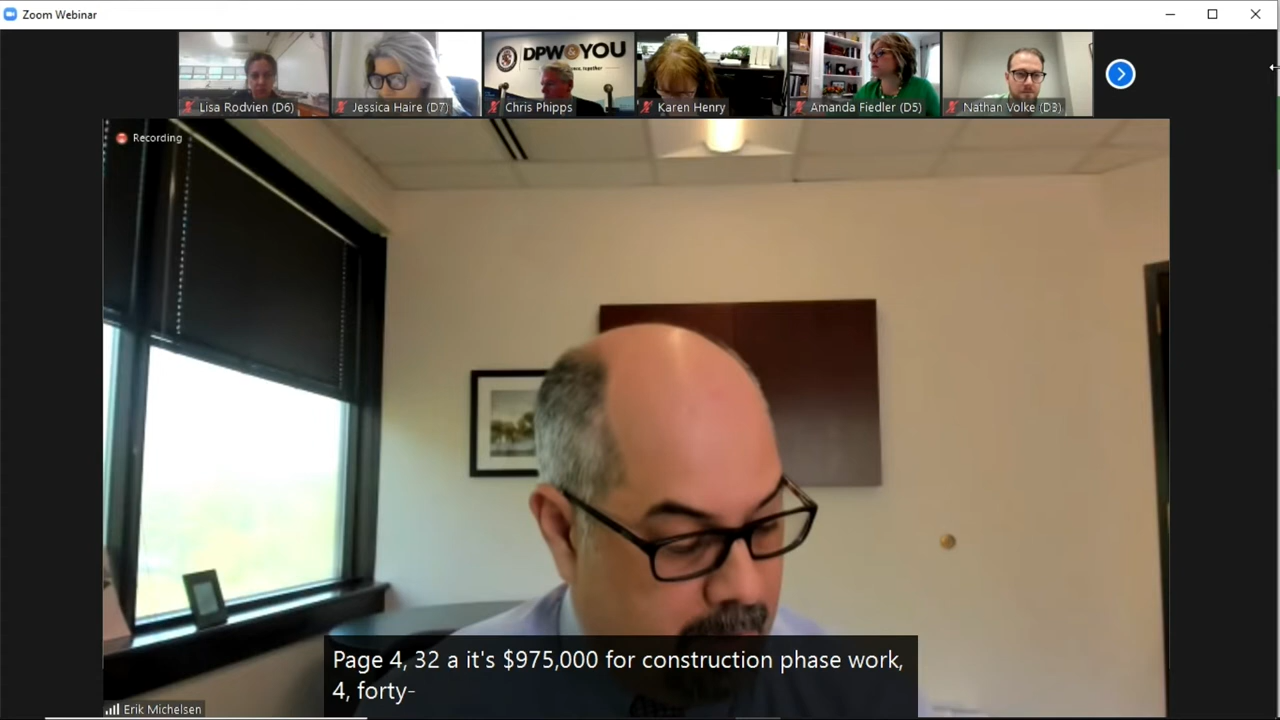 Zoom Webinar
DPW & YOU
Lisa Rodvien (D6)
Jessica Haire (D7)
Chris Phipps
Karen Henry
Amanda Fiedler (D5)
Nathan Volke (D3)
Recording
Page 4, 32 a it's $975,000 for construction phase work,
4, forty-
Erik Michelsen